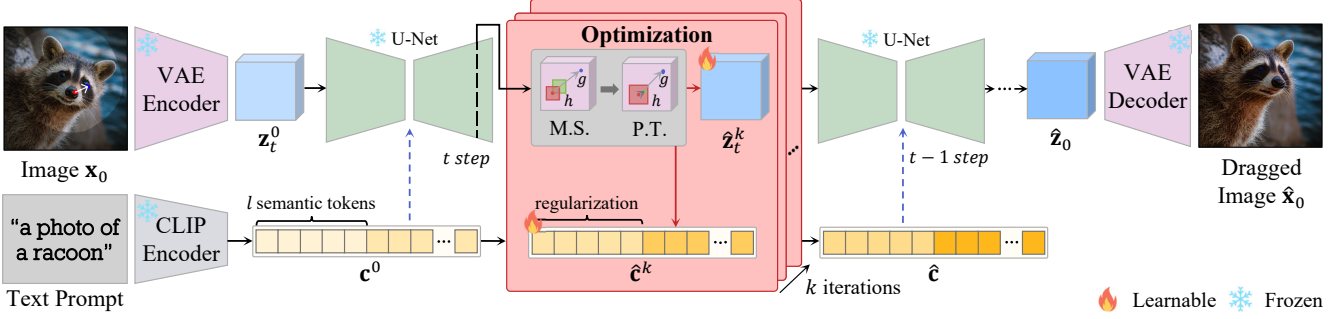 Optimization
U-Net
U-Net
VAE
Encoder
g
h
g
h
VAE
Decoder
M.S.
P.T.
z_t^0
ẑ_t^k
ẑ_0
t step
t − 1 step
Image x_0
Dragged
Image x̂_0
"a photo of
a racoon"
CLIP
Encoder
l semantic tokens
regularization
...
...
...
c^0
ĉ^k
ĉ
k iterations
Text Prompt
Learnable
Frozen